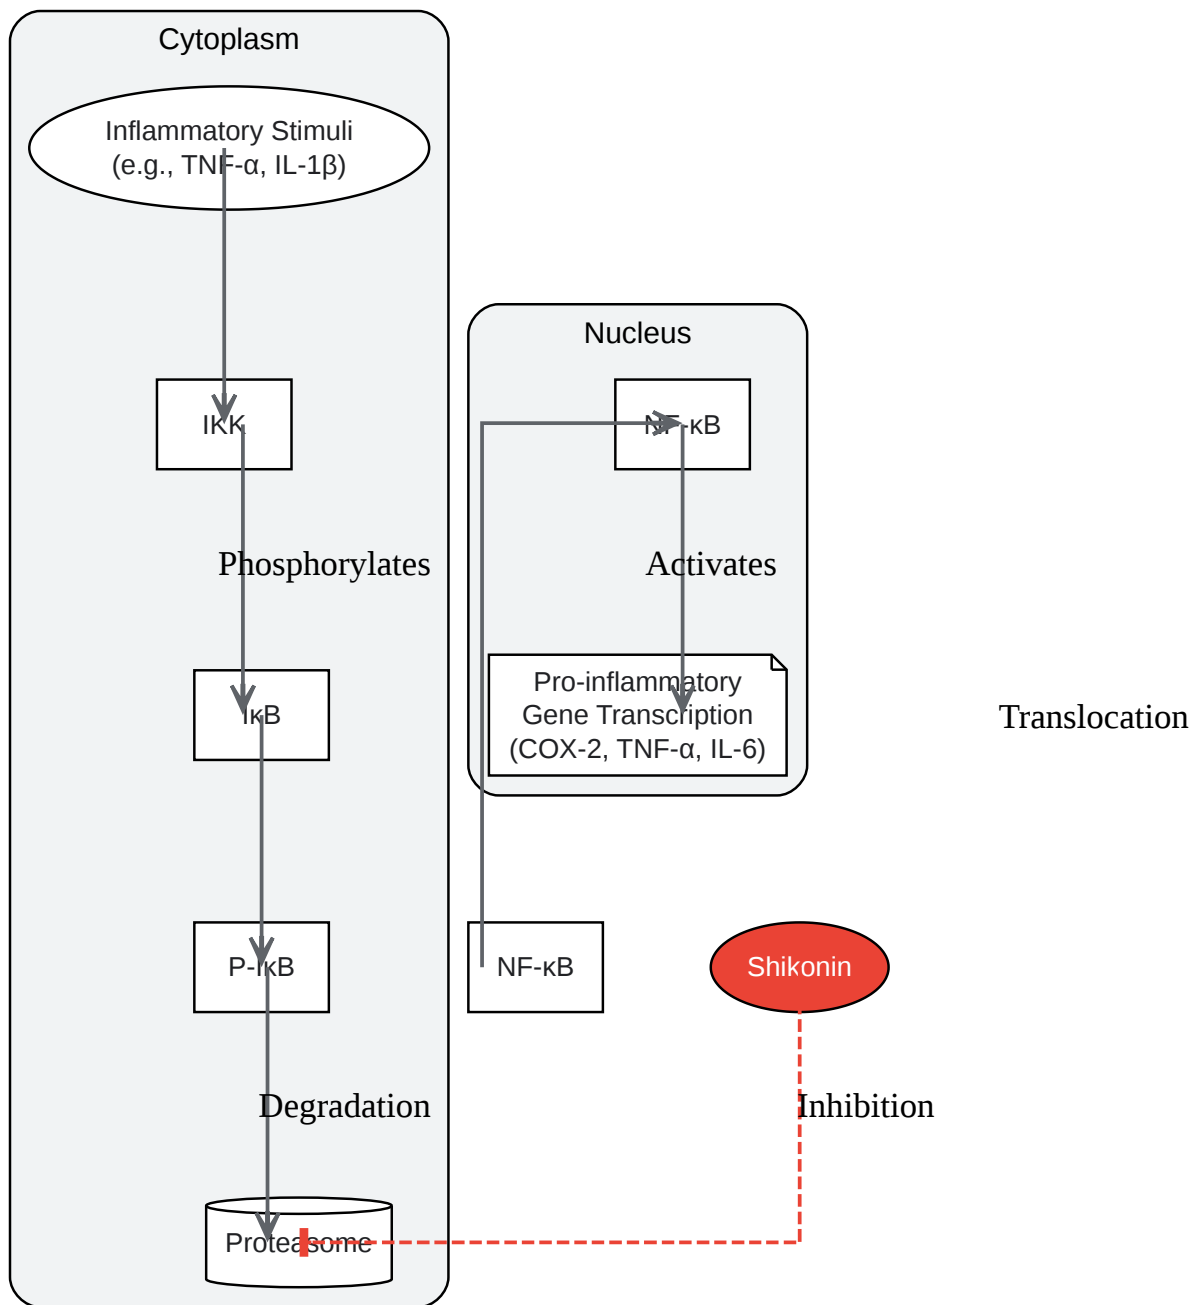 Cytoplasm
Inflammatory Stimuli
(e.g., TNF-α, IL-1β)
Nucleus
IKK
NF-κB
Phosphorylates
Activates
IκB
Pro-inflammatory
Gene Transcription
(COX-2, TNF-α, IL-6)
Translocation
P-IκB
NF-κB
Shikonin
Degradation
Inhibition
Proteasome